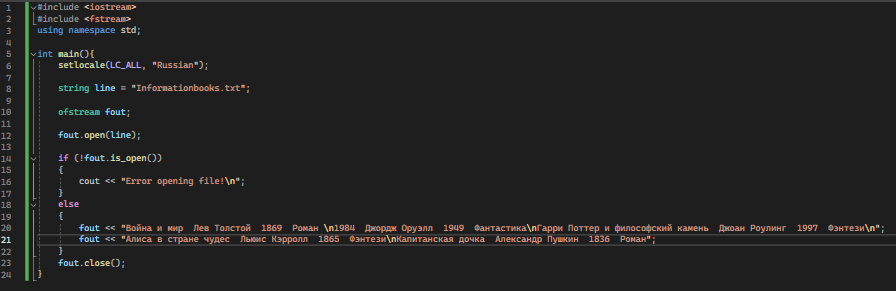 1 #include <iostream>
2 #include <fstream>
3 using namespace std;
4
5 int main(){
6 setlocale(LC_ALL, "Russian");
7
8 string line = "Informationbooks.txt";
9
10 ofstream fout;
11
12 fout.open(line);
13
14 if (!fout.is_open())
15 {
16 cout << "Error opening file!\n";
17 }
18 else
19 {
20 fout << "Война и мир  Лев Толстой  1869  Роман \n1984  Джордж Оруэлл  1949  Фантастика\nГарри Поттер и философский камень  Джоан Роулинг  1997  Фэнтези\n";
21 fout << "Алиса в стране чудес  Льюис Кэрролл  1865  Фэнтези\nКапитанская дочка  Александр Пушкин  1836  Роман";
22 }
23 fout.close();
24 }